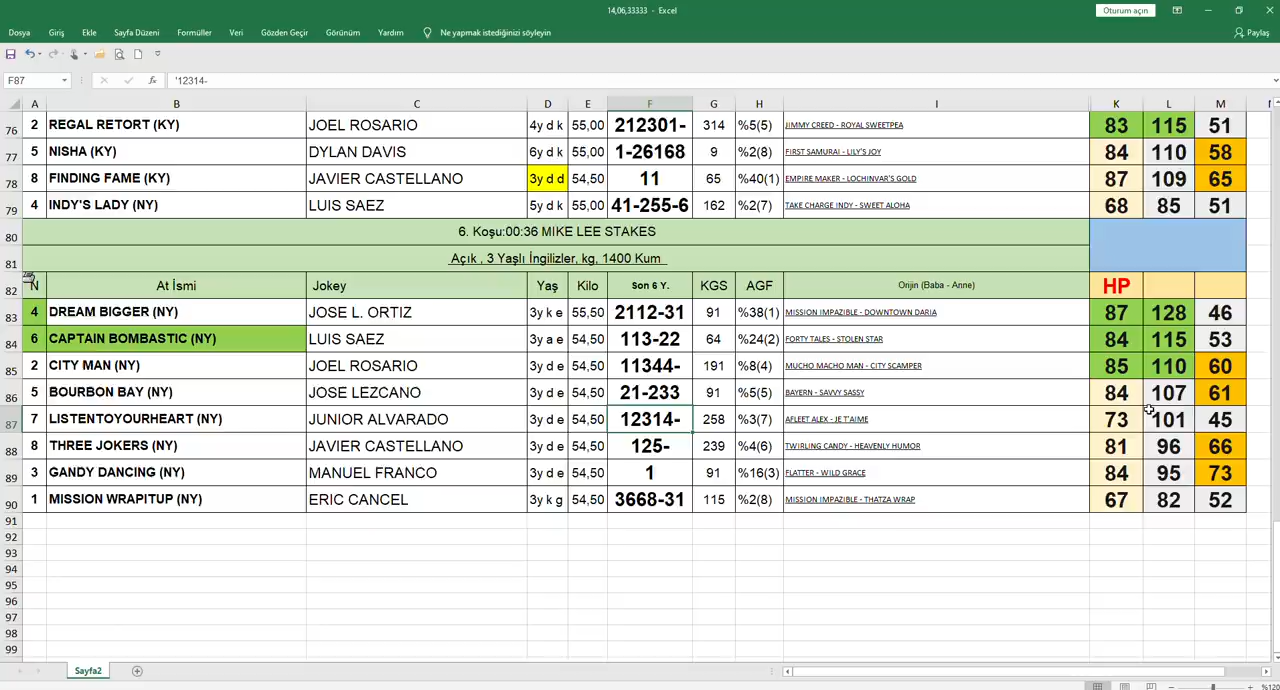 14,06,33333 - Excel
Oturum açın
Dosya Giriş Ekle Sayfa Düzeni Formüller Veri Gözden Geçir Görünüm Yardım Ne yapmak istediğinizi söyleyin Paylaş
F87 fx '12314-
A B C D E F G H I K L M
76 2 REGAL RETORT (KY) JOEL ROSARIO 4y d k 55,00 212301- 314 %5(5) JIMMY CREED - ROYAL SWEETPEA 83 115 51
77 5 NISHA (KY) DYLAN DAVIS 6y d k 55,00 1-26168 9 %2(8) FIRST SAMURAI - LILY'S JOY 84 110 58
78 8 FINDING FAME (KY) JAVIER CASTELLANO 3y d d 54,50 11 65 %40(1) EMPIRE MAKER - LOCHINVAR'S GOLD 87 109 65
79 4 INDY'S LADY (NY) LUIS SAEZ 5y d k 55,00 41-255-6 162 %2(7) TAKE CHARGE INDY - SWEET ALOHA 68 85 51
80 6. Koşu:00:36 MIKE LEE STAKES
81 Açık , 3 Yaşlı İngilizler, kg, 1400 Kum
82 N At İsmi Jokey Yaş Kilo Son 6 Y. KGS AGF Orijin (Baba - Anne) HP
83 4 DREAM BIGGER (NY) JOSE L. ORTIZ 3y k e 55,50 2112-31 91 %38(1) MISSION IMPAZIBLE - DOWNTOWN DARIA 87 128 46
84 6 CAPTAIN BOMBASTIC (NY) LUIS SAEZ 3y a e 54,50 113-22 64 %24(2) FORTY TALES - STOLEN STAR 84 115 53
85 2 CITY MAN (NY) JOEL ROSARIO 3y d e 54,50 11344- 191 %8(4) MUCHO MACHO MAN - CITY SCAMPER 85 110 60
86 5 BOURBON BAY (NY) JOSE LEZCANO 3y d e 54,50 21-233 91 %5(5) BAYERN - SAVVY SASSY 84 107 61
87 7 LISTENTOYOURHEART (NY) JUNIOR ALVARADO 3y d e 54,50 12314- 258 %3(7) AFLEET ALEX - JE T'AIME 73 101 45
88 8 THREE JOKERS (NY) JAVIER CASTELLANO 3y d e 54,50 125- 239 %4(6) TWIRLING CANDY - HEAVENLY HUMOR 81 96 66
89 3 GANDY DANCING (NY) MANUEL FRANCO 3y d e 54,50 1 91 %16(3) FLATTER - WILD GRACE 84 95 73
90 1 MISSION WRAPITUP (NY) ERIC CANCEL 3y k g 54,50 3668-31 115 %2(8) MISSION IMPAZIBLE - THATZA WRAP 67 82 52
91
92
93
94
95
96
97
98
99
Sayfa2
%120